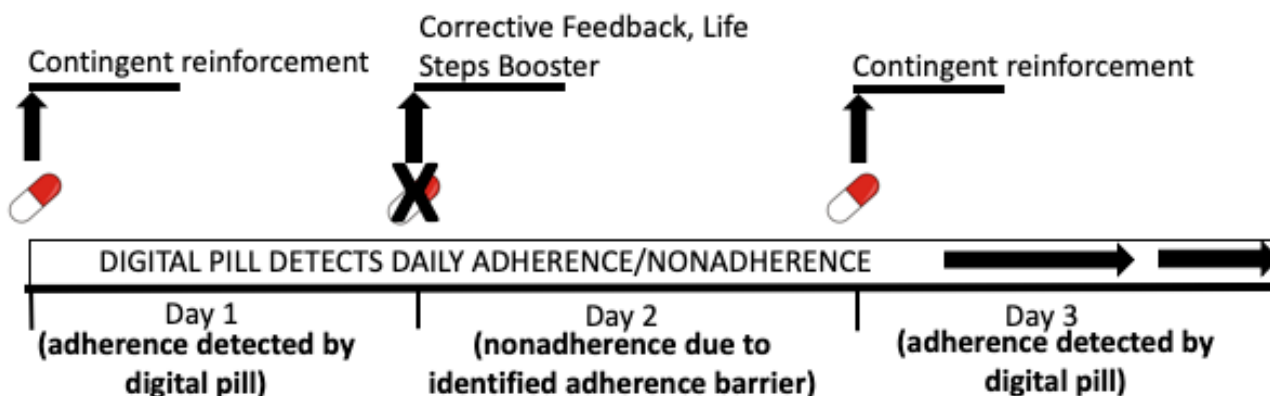 Contingent reinforcement
Corrective Feedback, Life
Steps Booster
Contingent reinforcement
X
DIGITAL PILL DETECTS DAILY ADHERENCE/NONADHERENCE
Day 1
(adherence detected by
digital pill)
Day 2
(nonadherence due to
identified adherence barrier)
Day 3
(adherence detected by
digital pill)